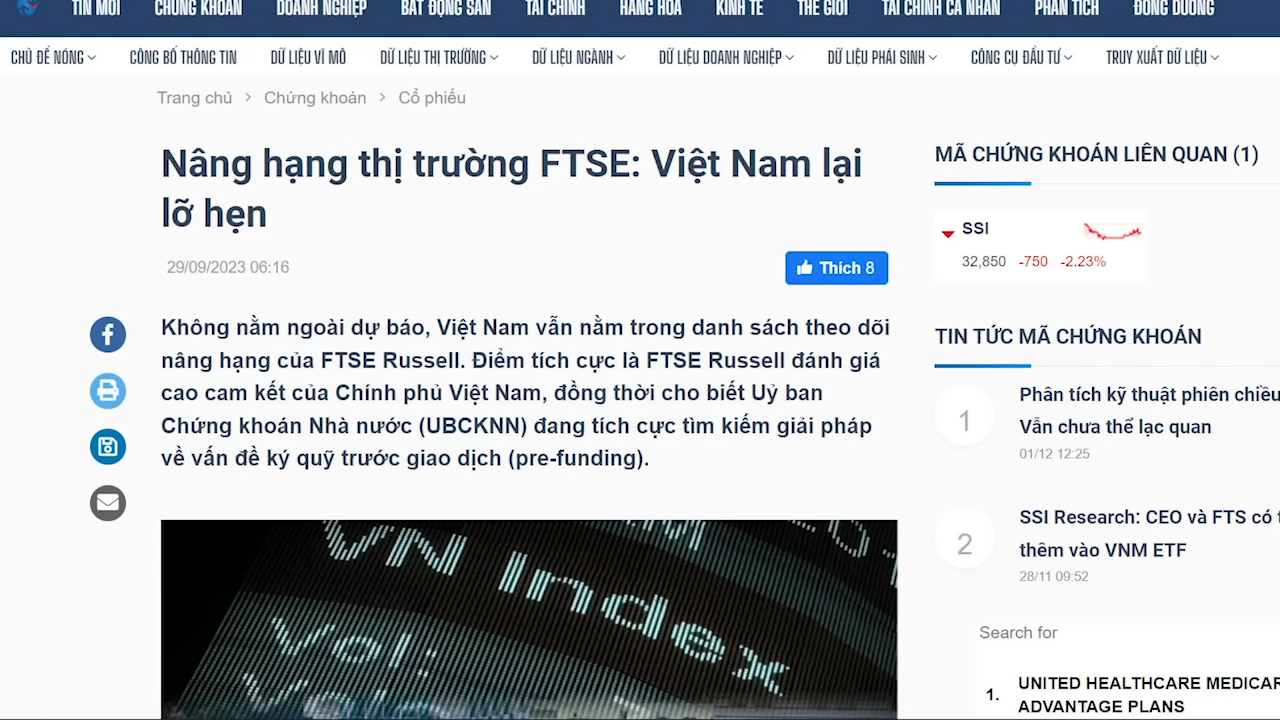 TIN MỚI CHỨNG KHOÁN DOANH NGHIỆP BẤT ĐỘNG SẢN TÀI CHÍNH HÀNG HÓA KINH TẾ THẾ GIỚI TÀI CHÍNH CÁ NHÂN PHÂN TÍCH ĐÔNG DƯƠNG
CHỦ ĐỀ NÓNG CÔNG BỐ THÔNG TIN DỮ LIỆU VĨ MÔ DỮ LIỆU THỊ TRƯỜNG DỮ LIỆU NGÀNH DỮ LIỆU DOANH NGHIỆP DỮ LIỆU PHÁI SINH CÔNG CỤ ĐẦU TƯ TRUY XUẤT DỮ LIỆU
Trang chủ > Chứng khoán > Cổ phiếu
Nâng hạng thị trường FTSE: Việt Nam lại
lỡ hẹn
29/09/2023 06:16
Thích 8
Không nằm ngoài dự báo, Việt Nam vẫn nằm trong danh sách theo dõi
nâng hạng của FTSE Russell. Điểm tích cực là FTSE Russell đánh giá
cao cam kết của Chính phủ Việt Nam, đồng thời cho biết Uỷ ban
Chứng khoán Nhà nước (UBCKNN) đang tích cực tìm kiếm giải pháp
về vấn đề ký quỹ trước giao dịch (pre-funding).
VN Index
Vol:
MÃ CHỨNG KHOÁN LIÊN QUAN (1)
SSI
32,850 -750 -2.23%
TIN TỨC MÃ CHỨNG KHOÁN
1
Phân tích kỹ thuật phiên chiều
Vẫn chưa thể lạc quan
01/12 12:25
2
SSI Research: CEO và FTS có
thêm vào VNM ETF
28/11 09:52
Search for
1. UNITED HEALTHCARE MEDICAR
ADVANTAGE PLANS